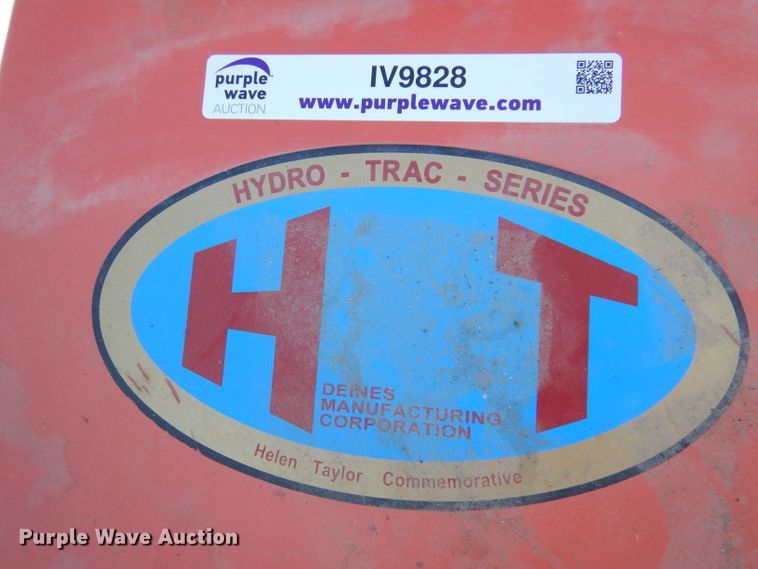 purple
wave
AUCTION
IV9828
www.purplewave.com
HYDRO - TRAC - SERIES
H T
DEINES
MANUFACTURING
CORPORATION
Helen Taylor Commemorative
Purple Wave Auction